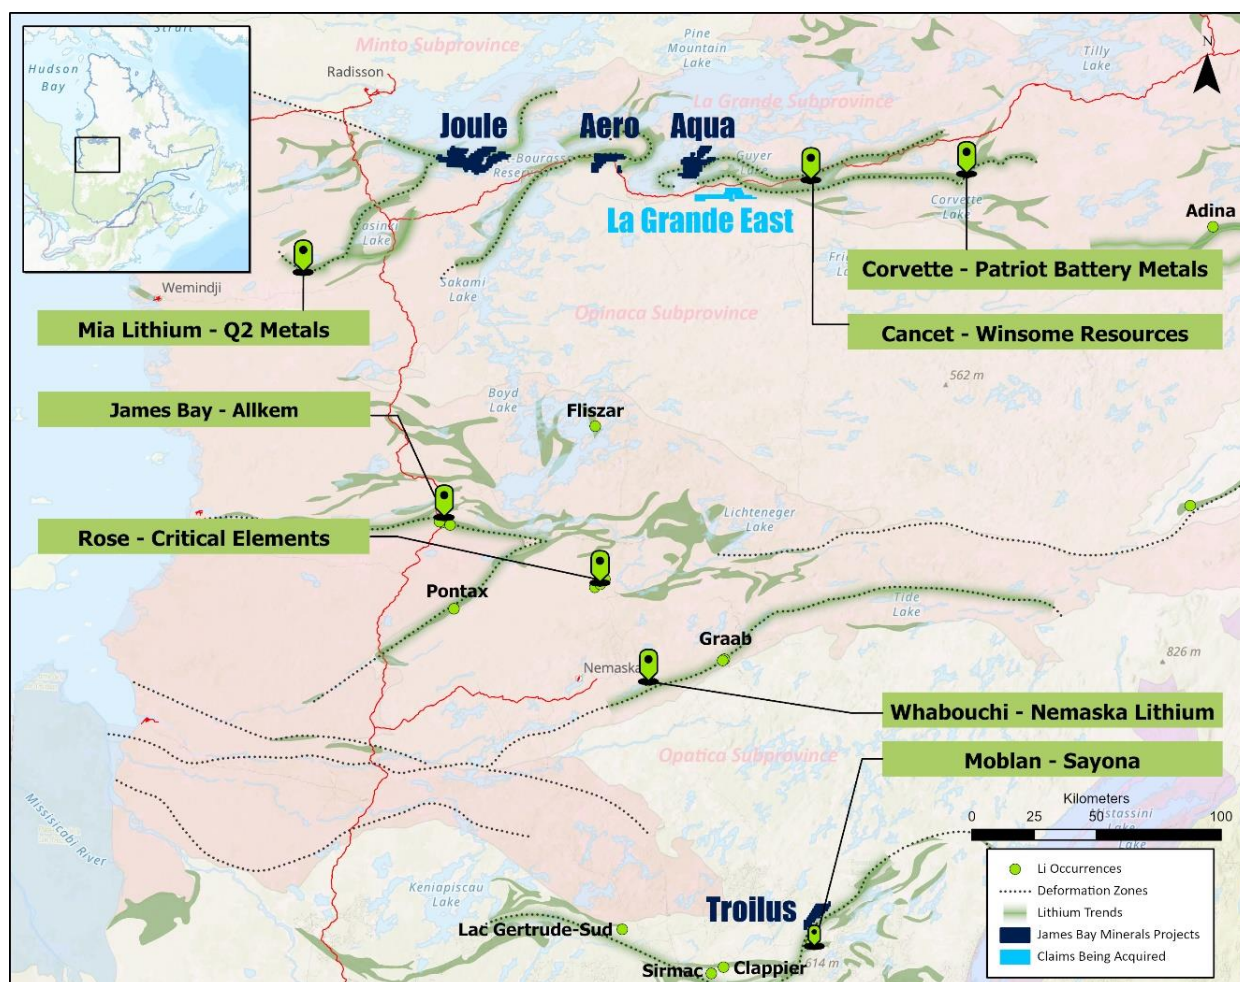 Strait
Hudson
Bay
Minto Subprovince
Pine
Mountain
Lake
Tilly
Lake
N
Radisson
La Grande Subprovince
Joule
Aero
Aqua
Guyer
Corvette
Lake
La Grande East
Adina
Lake
Wemindji
Sakami
Lake
Corvette - Patriot Battery Metals
Opinaca Subprovince
Mia Lithium - Q2 Metals
Cancet - Winsome Resources
562 m
Boyd
Lake
James Bay - Allkem
Fliszar
Lichteneger
Lake
Rose - Critical Elements
Pontax
Tide
Lake
Graab
Nemaska
826 m
Whabouchi - Nemaska Lithium
Opatica Subprovince
Moblan - Sayona
Kilometers
0 25 50 100
Missisicabi River
Keniapiscau
Lake
Troilus
Lac Gertrude-Sud
Sirmac
Clappier
614 m
Li Occurrences
Deformation Zones
Lithium Trends
James Bay Minerals Projects
Claims Being Acquired